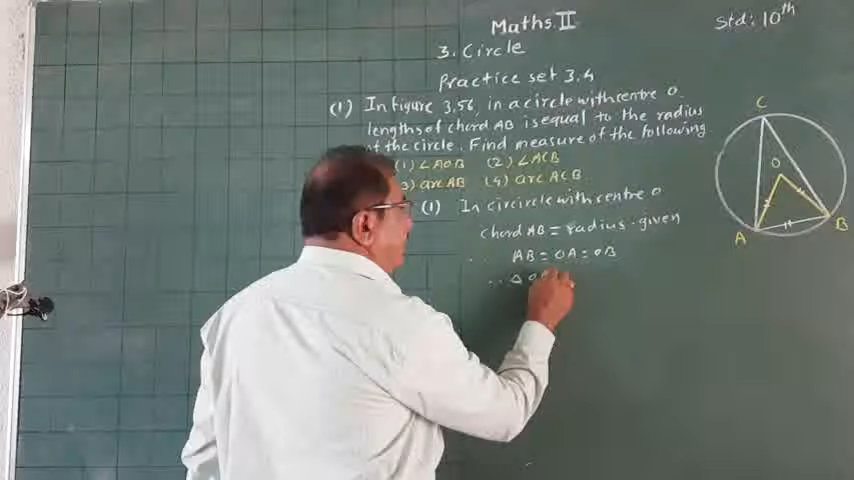 Maths II
Std: 10th
3. Circle
Practice set 3.4
(1) In figure 3.56, in a circle with centre O
lengths of chord AB is equal to the radius
of the circle. Find measure of the following
(1) ∠AOB (2) ∠ACB
3) arc AB (4) arc ACB.
(1) In circircle with centre O
chord AB = radius. given
∴ AB = OA = OB
∴ △ O
C
O
A
B